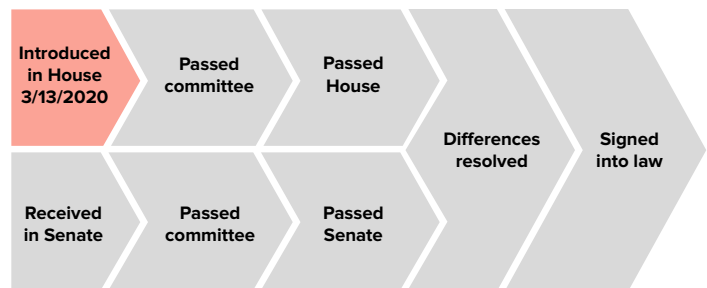 Introduced
in House
3/13/2020
Passed
committee
Passed
House
Differences
resolved
Signed
into law
Received
in Senate
Passed
committee
Passed
Senate